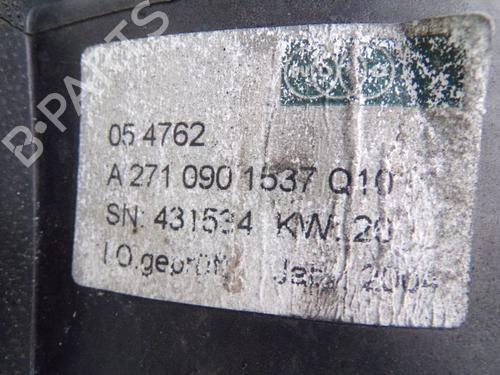 B-PARTS
05 4762
A 271 090 1537 Q10
SN: 431534 KW: 20
I.O.geprüft Jahr 2004